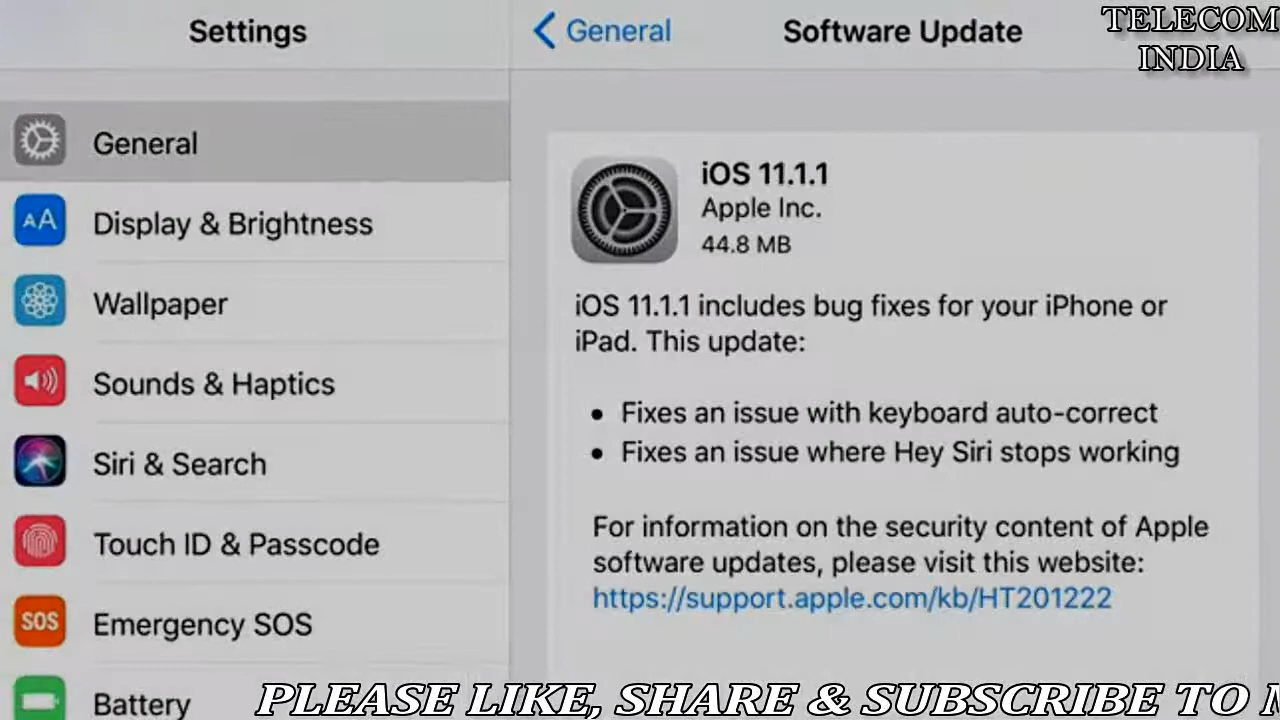 Settings
General
Display & Brightness
Wallpaper
Sounds & Haptics
Siri & Search
Touch ID & Passcode
SOS
Emergency SOS
Battery
General
Software Update
TELECOM
INDIA
iOS 11.1.1
Apple Inc.
44.8 MB
iOS 11.1.1 includes bug fixes for your iPhone or
iPad. This update:
• Fixes an issue with keyboard auto-correct
• Fixes an issue where Hey Siri stops working
For information on the security content of Apple
software updates, please visit this website:
https://support.apple.com/kb/HT201222
PLEASE LIKE, SHARE & SUBSCRIBE TO